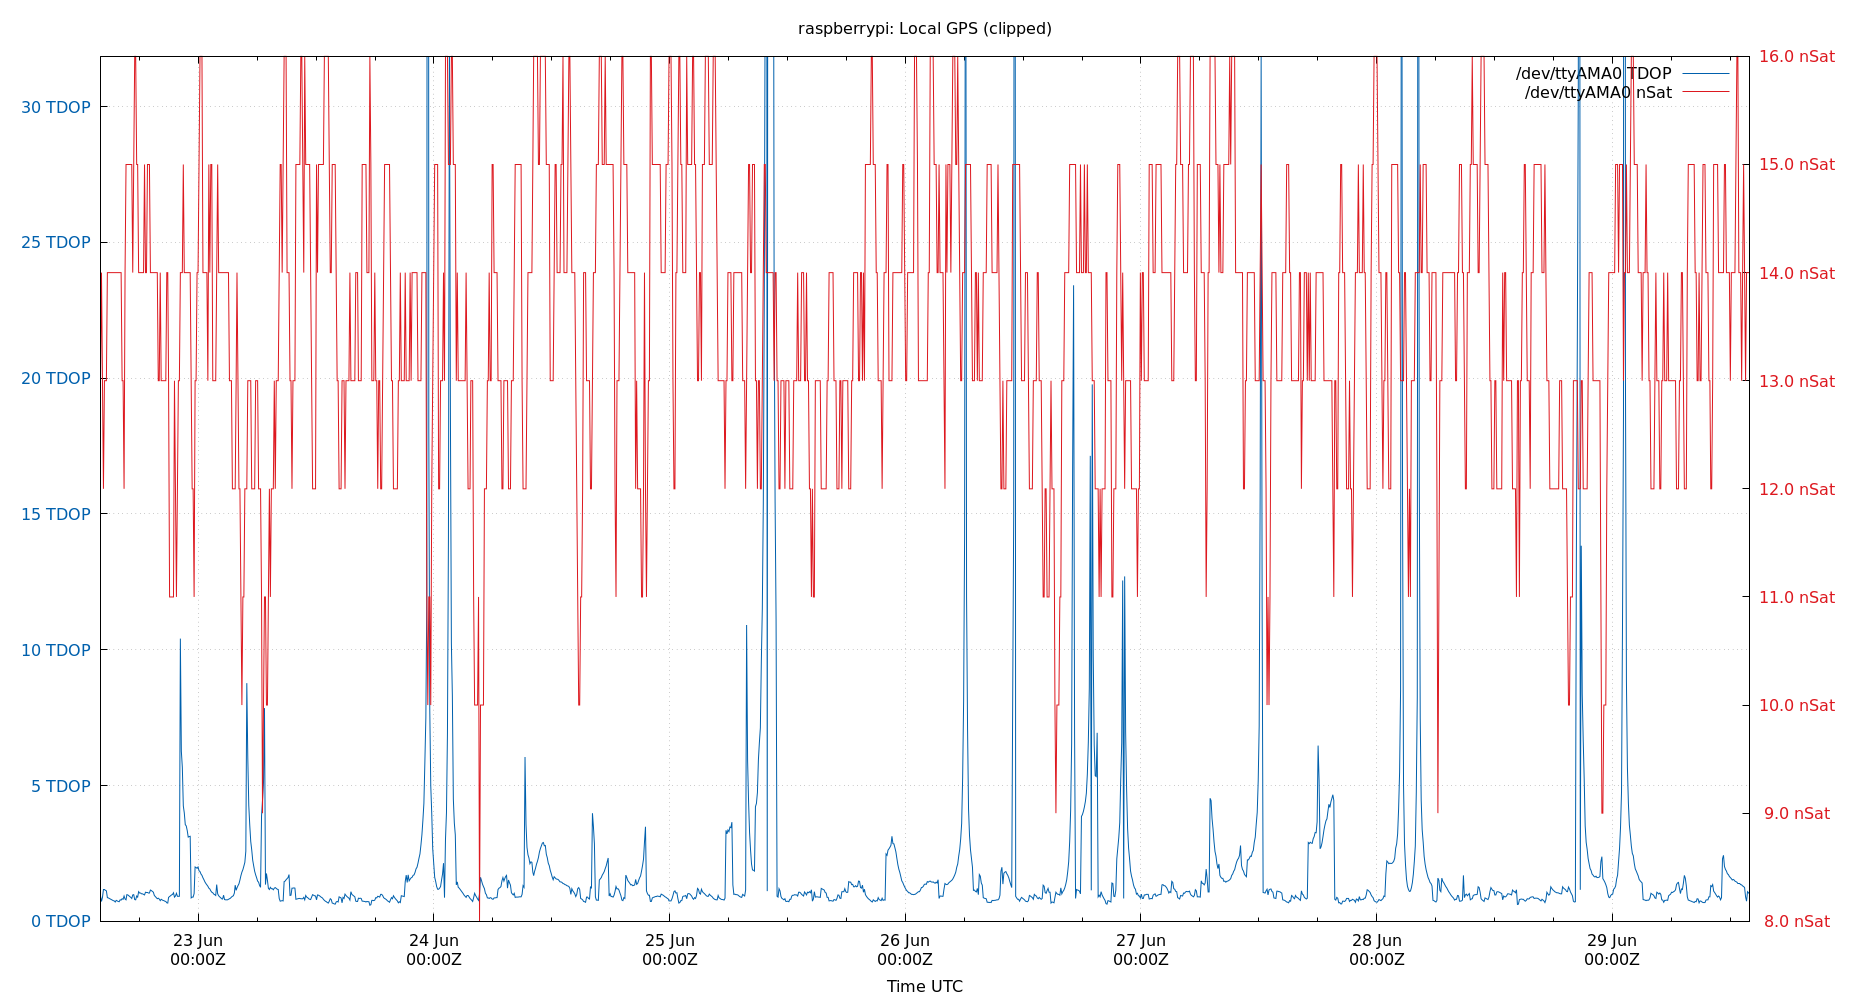 raspberrypi: Local GPS (clipped)
/dev/ttyAMA0 TDOP
/dev/ttyAMA0 nSat
30 TDOP
25 TDOP
20 TDOP
15 TDOP
10 TDOP
5 TDOP
0 TDOP
16.0 nSat
15.0 nSat
14.0 nSat
13.0 nSat
12.0 nSat
11.0 nSat
10.0 nSat
9.0 nSat
8.0 nSat
23 Jun
00:00Z
24 Jun
00:00Z
25 Jun
00:00Z
26 Jun
00:00Z
27 Jun
00:00Z
28 Jun
00:00Z
29 Jun
00:00Z
Time UTC